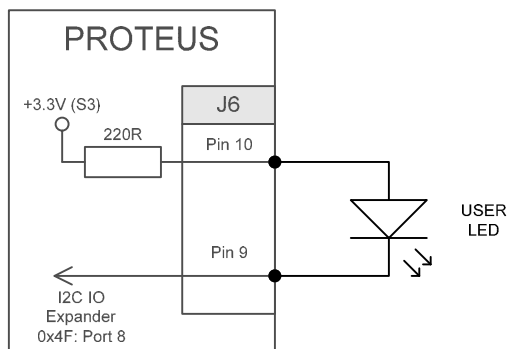 PROTEUS
J6
+3.3V (S3)
220R
Pin 10
USER
LED
Pin 9
I2C IO
Expander
0x4F: Port 8